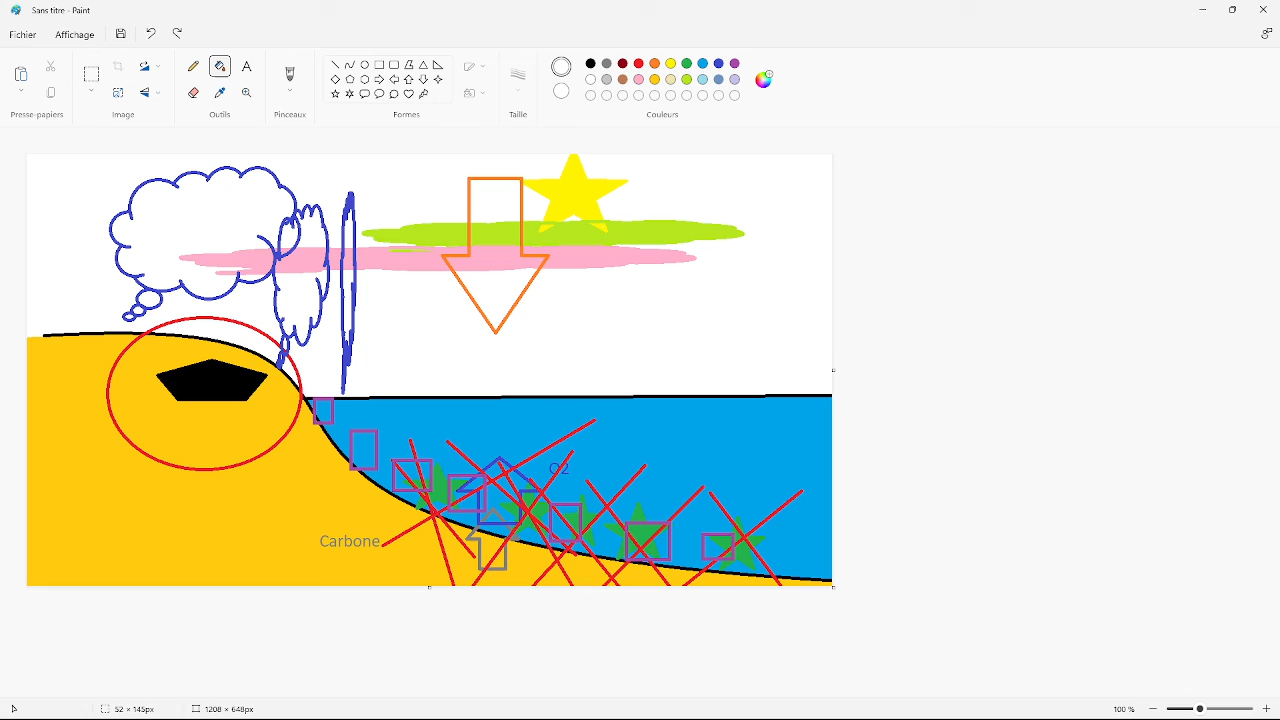 Sans titre - Paint
Fichier
Affichage
Presse-papiers
Image
Outils
Pinceaux
Formes
Taille
Couleurs
O2
Carbone
52 × 145px
1208 × 648px
100 %